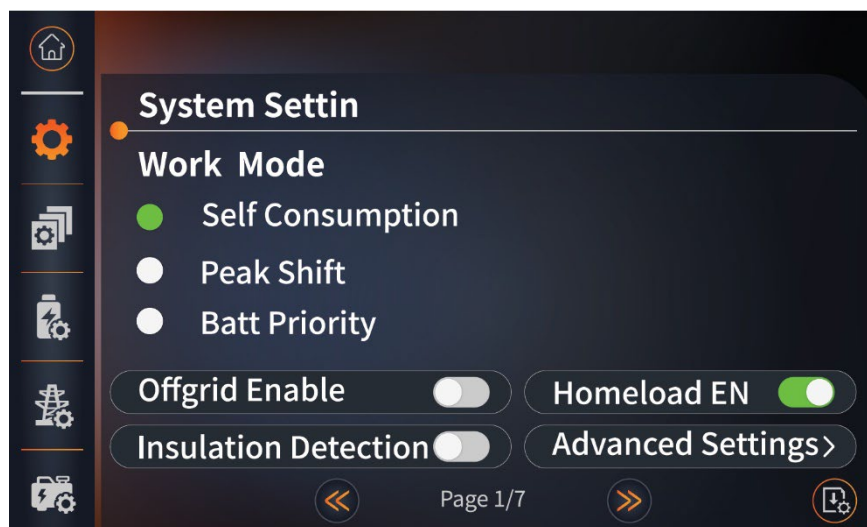 System Settin
Work Mode
Self Consumption
Peak Shift
Batt Priority
Offgrid Enable
Homeload EN
Insulation Detection
Advanced Settings>
Page 1/7